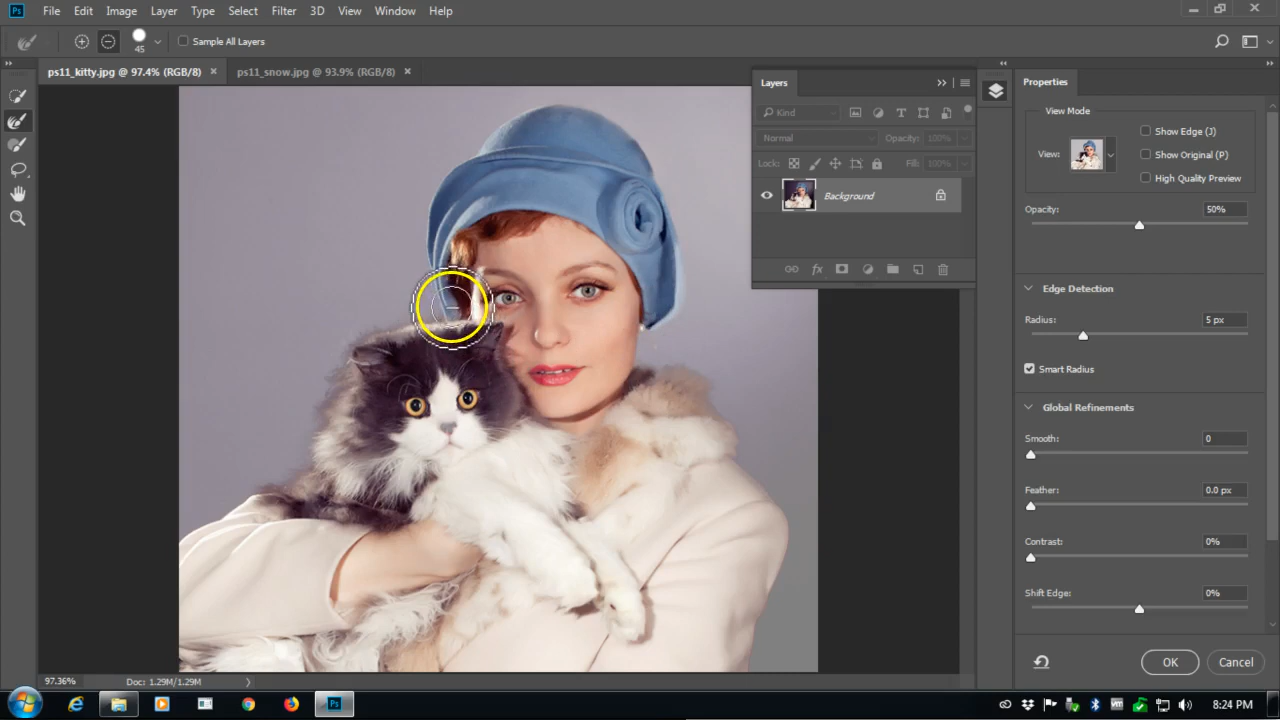 Ps File Edit Image Layer Type Select Filter 3D View Window Help
45 Sample All Layers
ps11_kitty.jpg @ 97.4% (RGB/8) × ps11_snow.jpg @ 93.9% (RGB/8) ×
Layers
Kind
Normal Opacity: 100%
Lock: Fill: 100%
Background
Properties
View Mode
Show Edge (J)
View: Show Original (P)
High Quality Preview
Opacity: 50%
Edge Detection
Radius: 5 px
Smart Radius
Global Refinements
Smooth: 0
Feather: 0.0 px
Contrast: 0%
Shift Edge: 0%
OK Cancel
97.36% Doc: 1.29M/1.29M
Ps 8:24 PM